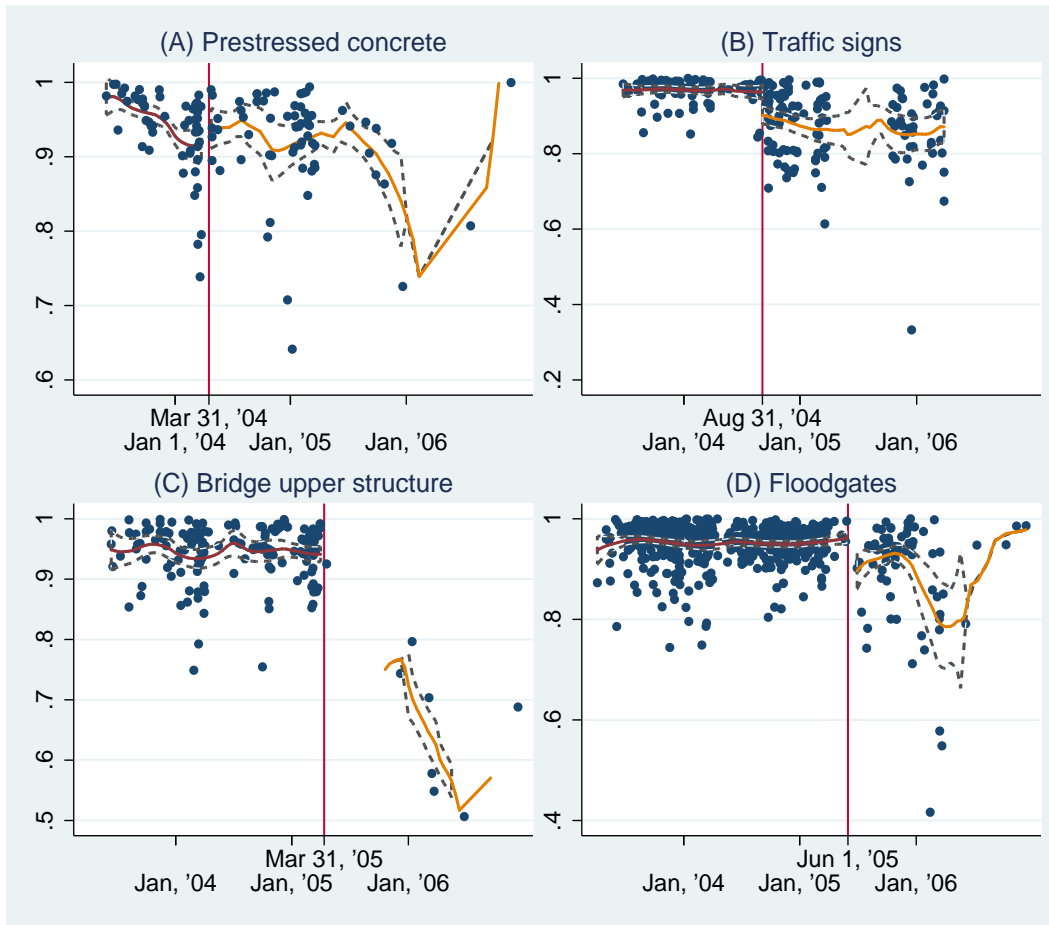 (A) Prestressed concrete
1
.9
.8
.7
.6
Mar 31, ’04
Jan 1, ’04 Jan, ’05 Jan, ’06
(B) Traffic signs
1
.8
.6
.4
.2
Aug 31, ’04
Jan, ’04 Jan, ’05 Jan, ’06
(C) Bridge upper structure
1
.9
.8
.7
.6
.5
Mar 31, ’05
Jan, ’04 Jan, ’05 Jan, ’06
(D) Floodgates
1
.8
.6
.4
Jun 1, ’05
Jan, ’04 Jan, ’05 Jan, ’06